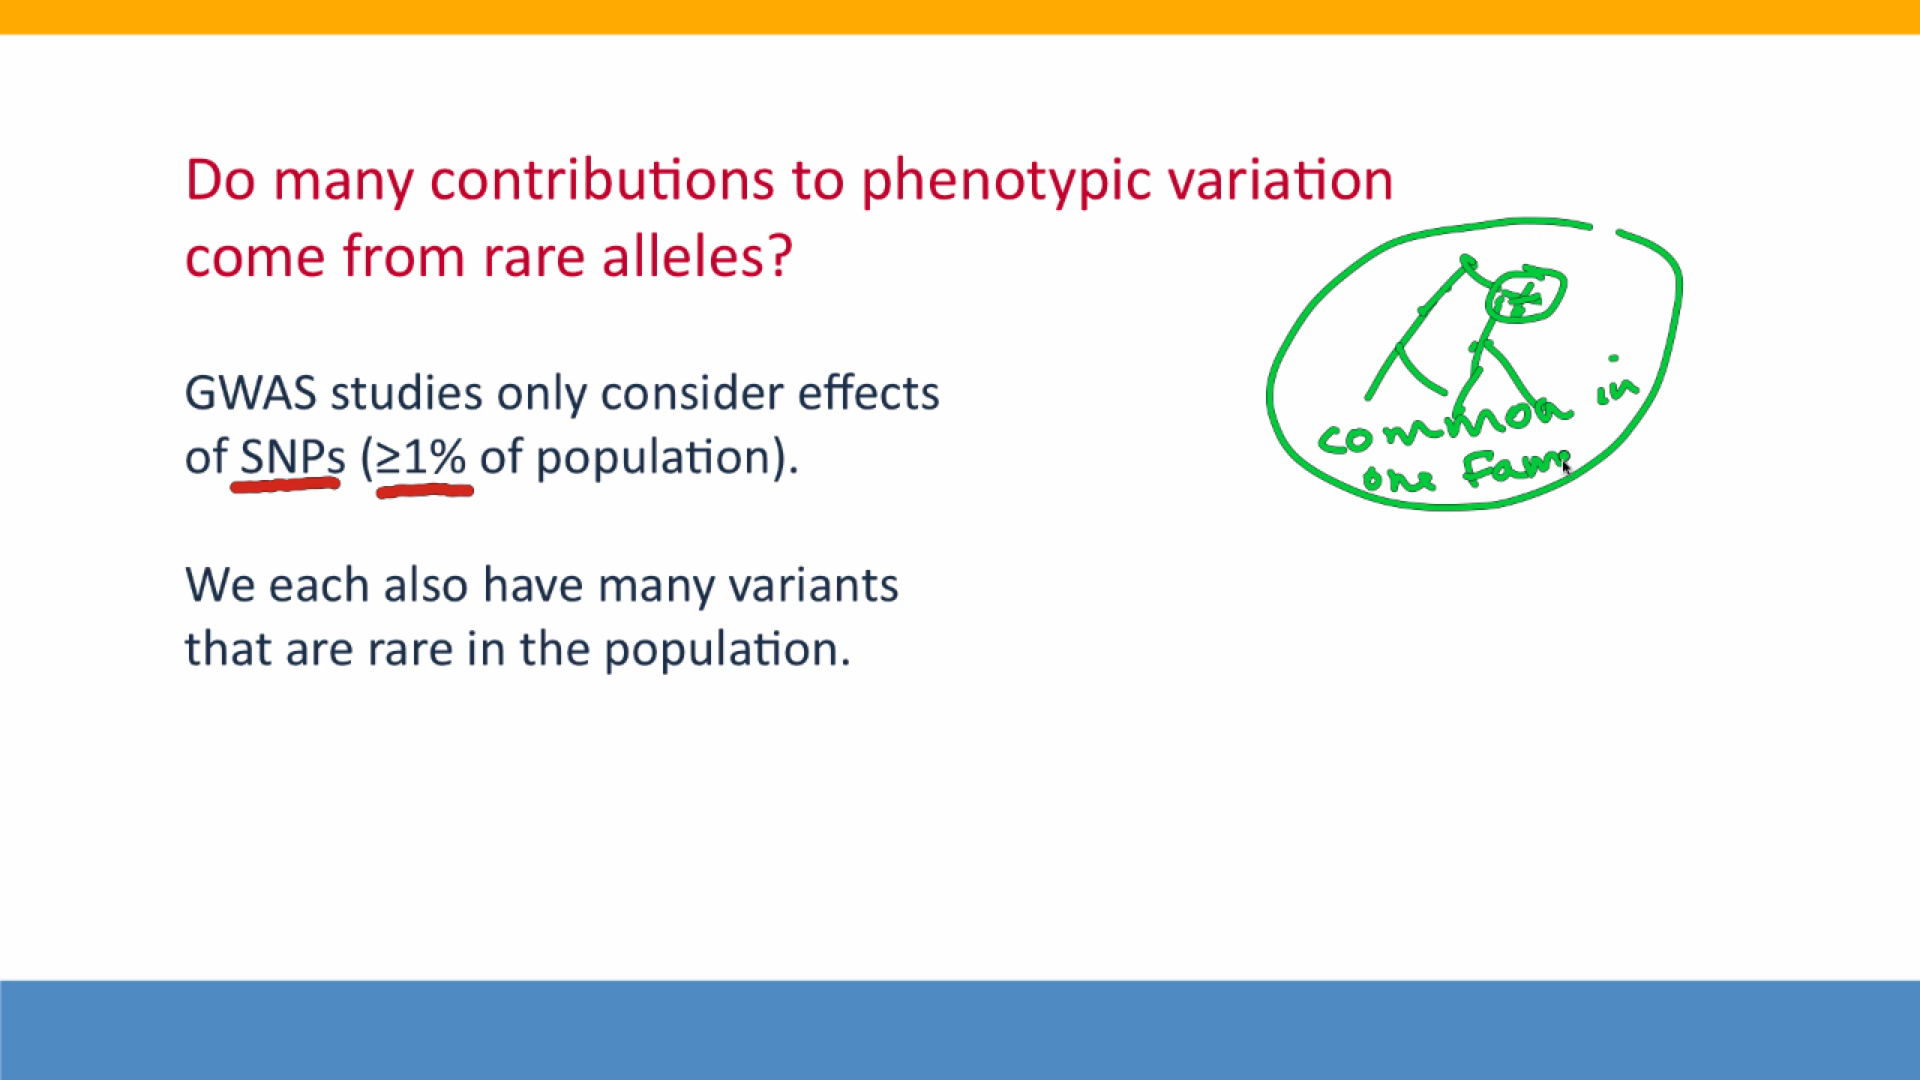 Do many contributions to phenotypic variation
come from rare alleles?
GWAS studies only consider effects
of SNPs (≥1% of population).
We each also have many variants
that are rare in the population.
common in
one Fam